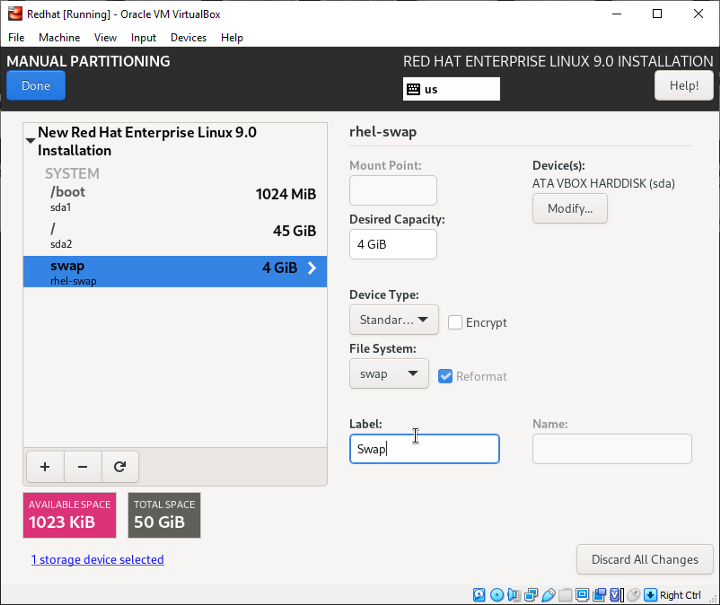 Redhat [Running] - Oracle VM VirtualBox
File Machine View Input Devices Help
MANUAL PARTITIONING
RED HAT ENTERPRISE LINUX 9.0 INSTALLATION
Done
us
Help!
New Red Hat Enterprise Linux 9.0
Installation
SYSTEM
/boot
1024 MiB
sda1
/
45 GiB
sda2
swap
4 GiB
rhel-swap
+
−
AVAILABLE SPACE
1023 KiB
TOTAL SPACE
50 GiB
1 storage device selected
rhel-swap
Mount Point:
Device(s):
ATA VBOX HARDDISK (sda)
Modify...
Desired Capacity:
4 GiB
Device Type:
Standar...
Encrypt
File System:
swap
Reformat
Label:
Name:
Swap
Discard All Changes
Right Ctrl